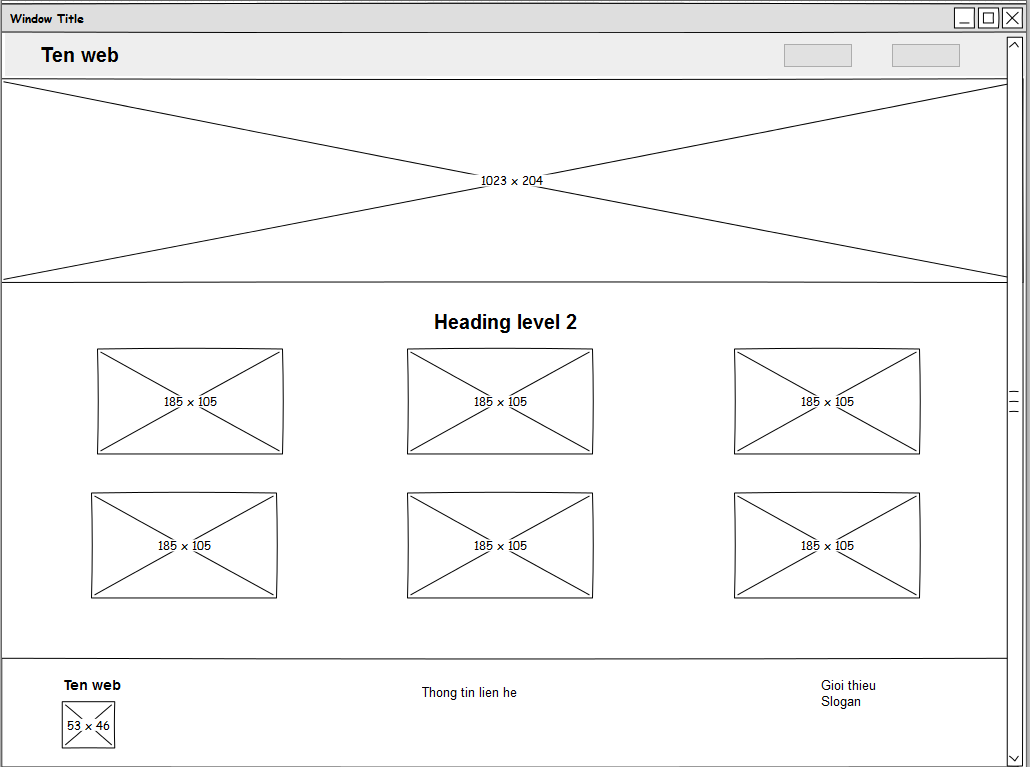 Window Title
Ten web
1023 x 204
Heading level 2
185 x 105
185 x 105
185 x 105
185 x 105
185 x 105
185 x 105
Ten web
53 x 46
Thong tin lien he
Gioi thieu
Slogan